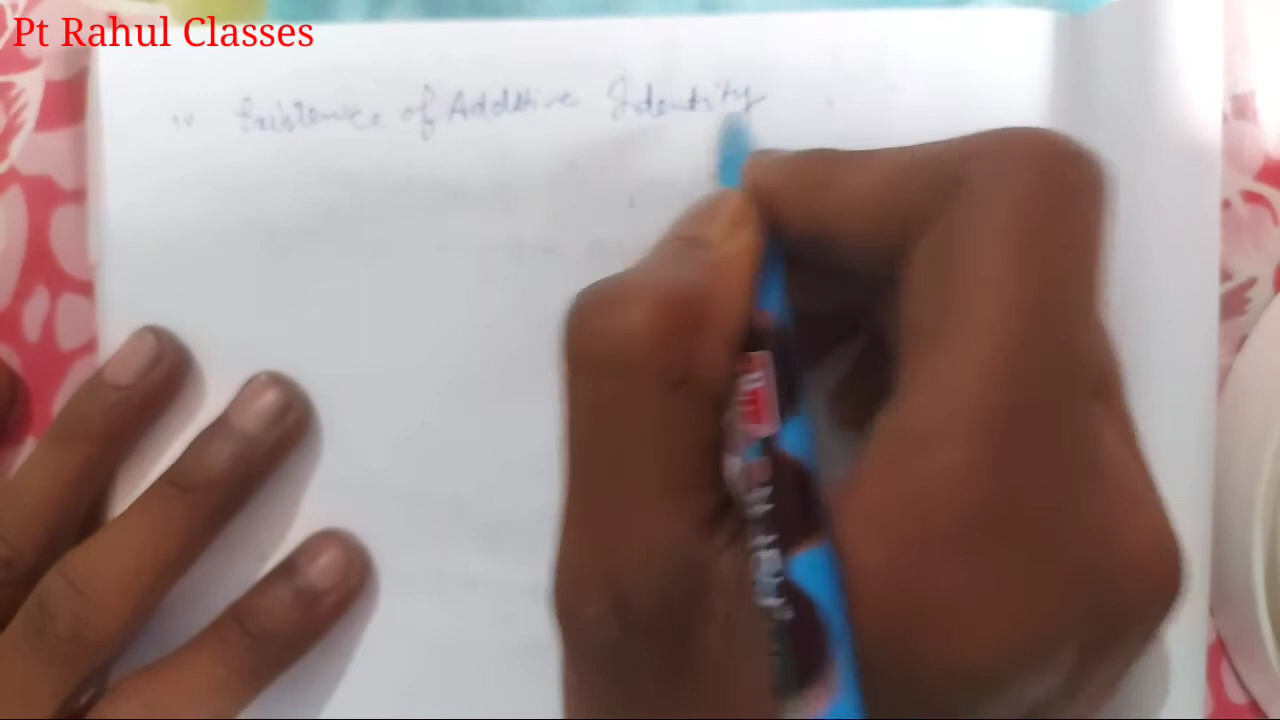 Pt Rahul Classes
Existence of Additive Identity